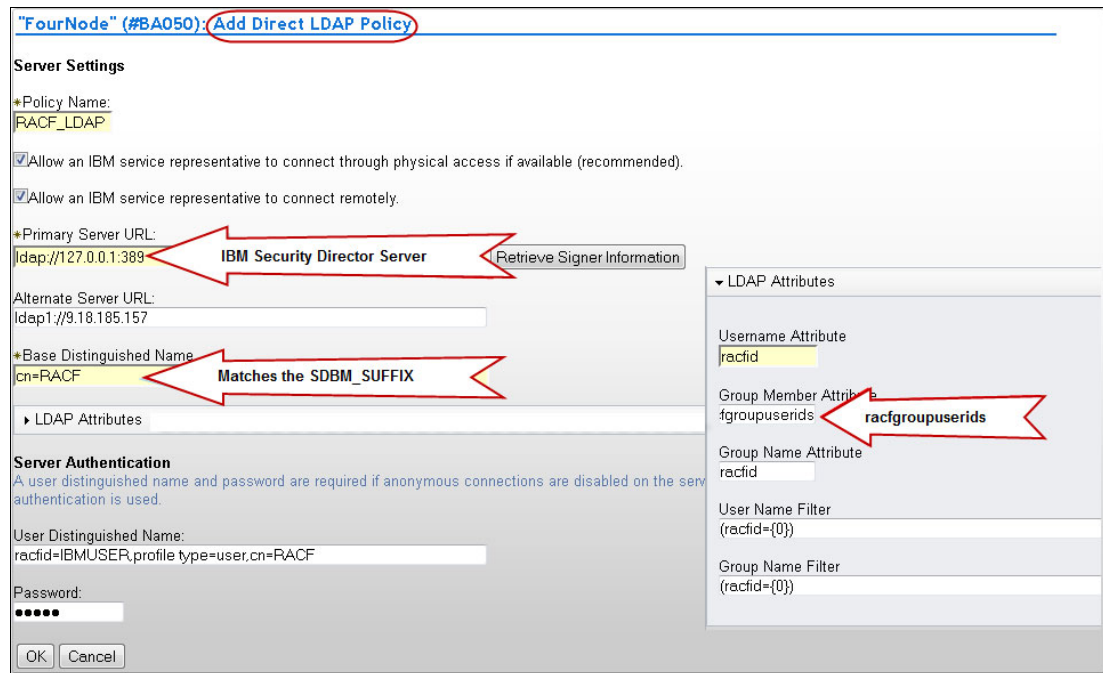 "FourNode" (#BA050): Add Direct LDAP Policy
Server Settings
*Policy Name:
RACF_LDAP
Allow an IBM service representative to connect through physical access if available (recommended).
Allow an IBM service representative to connect remotely.
*Primary Server URL:
ldap://127.0.0.1:389
IBM Security Director Server
Retrieve Signer Information
Alternate Server URL:
ldap1://9.18.185.157
*Base Distinguished Name
cn=RACF
Matches the SDBM_SUFFIX
LDAP Attributes
Server Authentication
A user distinguished name and password are required if anonymous connections are disabled on the serv
authentication is used.
User Distinguished Name:
racfid=IBMUSER,profile type=user,cn=RACF
Password:
●●●●●
OK Cancel
LDAP Attributes
Username Attribute
racfid
Group Member Attribute
fgroupuserids
racfgroupuserids
Group Name Attribute
racfid
User Name Filter
(racfid={0})
Group Name Filter
(racfid={0})